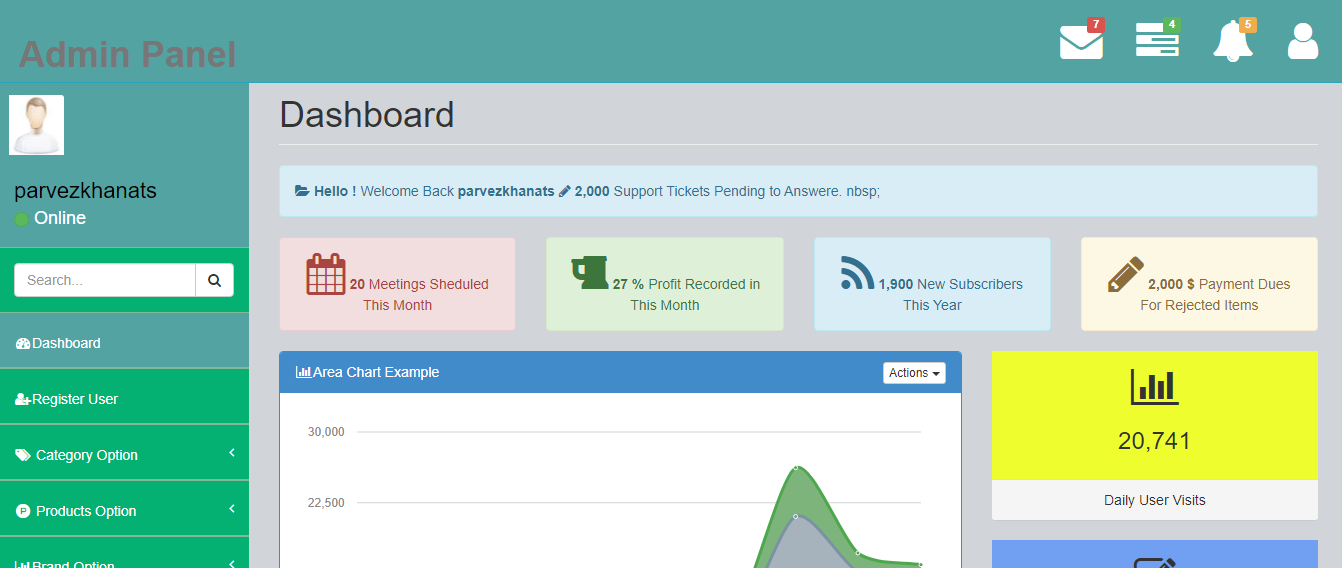 Admin Panel
7
4
5
parvezkhanats
Online
Search...
Dashboard
Register User
Category Option
P Products Option
Brand Option
Dashboard
Hello ! Welcome Back parvezkhanats 2,000 Support Tickets Pending to Answere. nbsp;
20 Meetings Sheduled
This Month
27 % Profit Recorded in
This Month
1,900 New Subscribers
This Year
2,000 $ Payment Dues
For Rejected Items
Area Chart Example
Actions
30,000
22,500
20,741
Daily User Visits